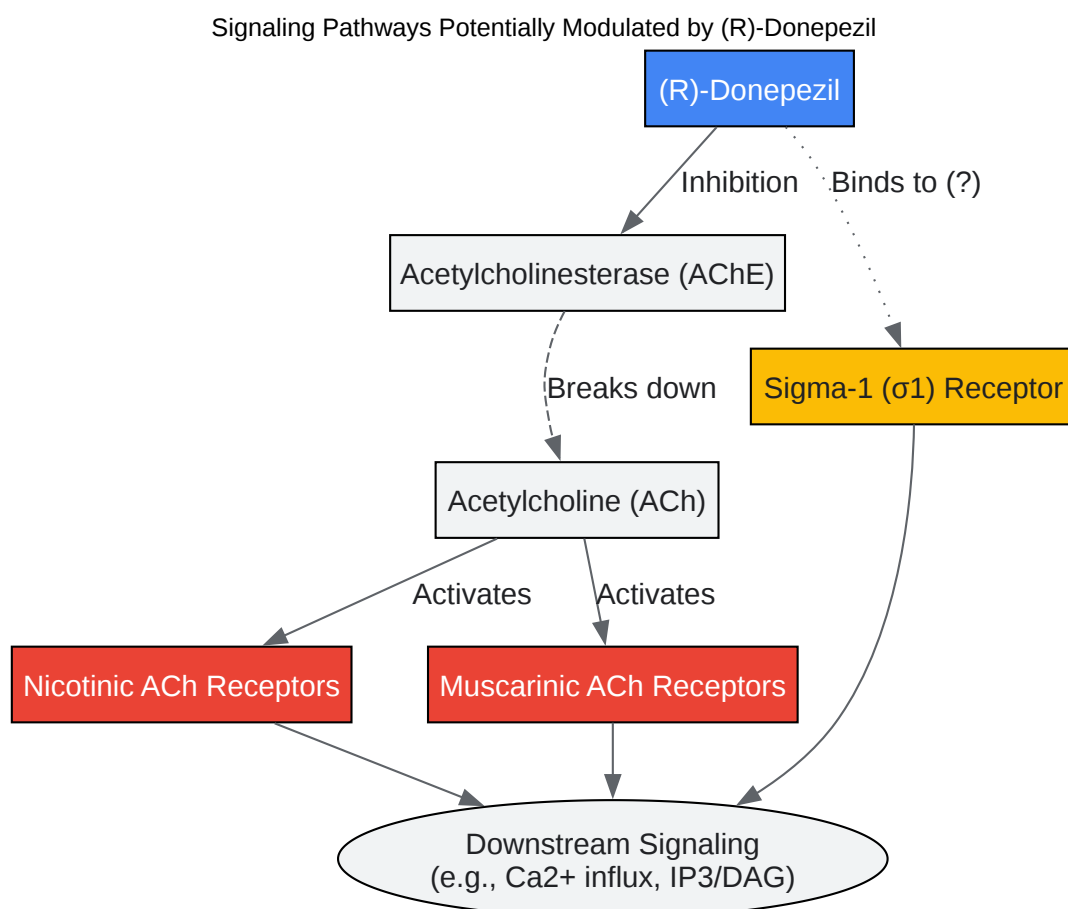 Signaling Pathways Potentially Modulated by (R)-Donepezil
(R)-Donepezil
Inhibition
Binds to (?)
Acetylcholinesterase (AChE)
Sigma-1 (σ1) Receptor
Breaks down
Acetylcholine (ACh)
Activates
Activates
Nicotinic ACh Receptors
Muscarinic ACh Receptors
Downstream Signaling
(e.g., Ca2+ influx, IP3/DAG)